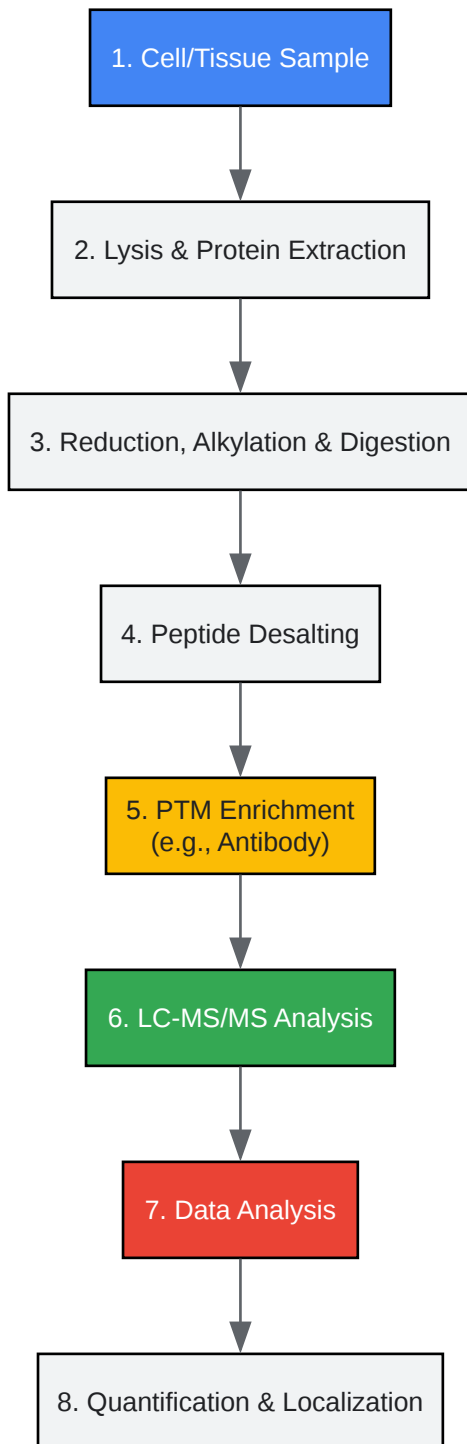 1. Cell/Tissue Sample
2. Lysis & Protein Extraction
3. Reduction, Alkylation & Digestion
4. Peptide Desalting
5. PTM Enrichment
(e.g., Antibody)
6. LC-MS/MS Analysis
7. Data Analysis
8. Quantification & Localization